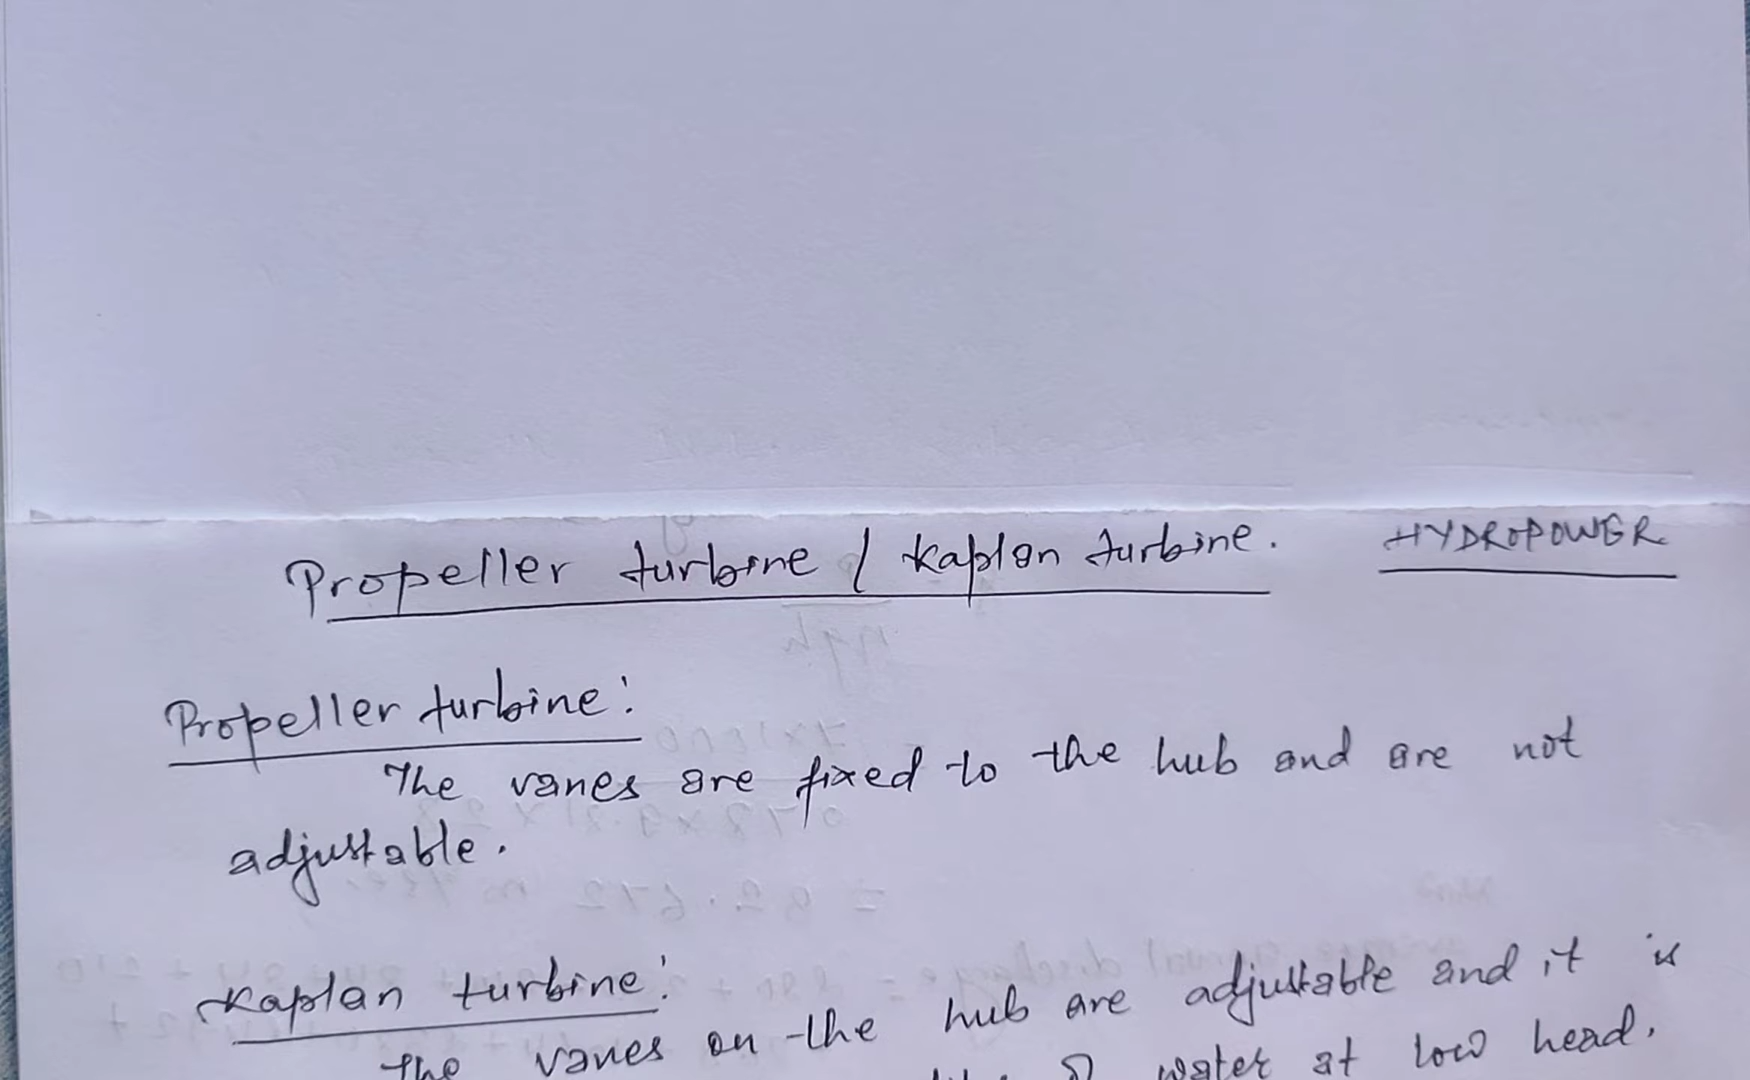 Propeller turbine / Kaplan turbine. HYDROPOWER
Propeller turbine:
The vanes are fixed to the hub and are not
adjustable.
Kaplan turbine:
The vanes on the hub are adjustable and it is
water at low head.